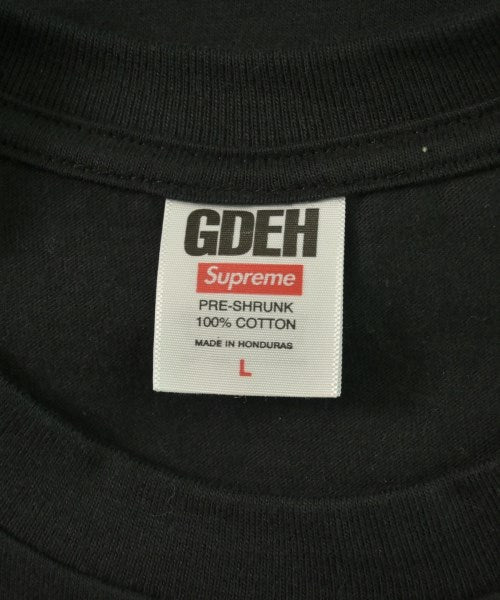 GDEH
Supreme
PRE-SHRUNK
100% COTTON
MADE IN HONDURAS
L